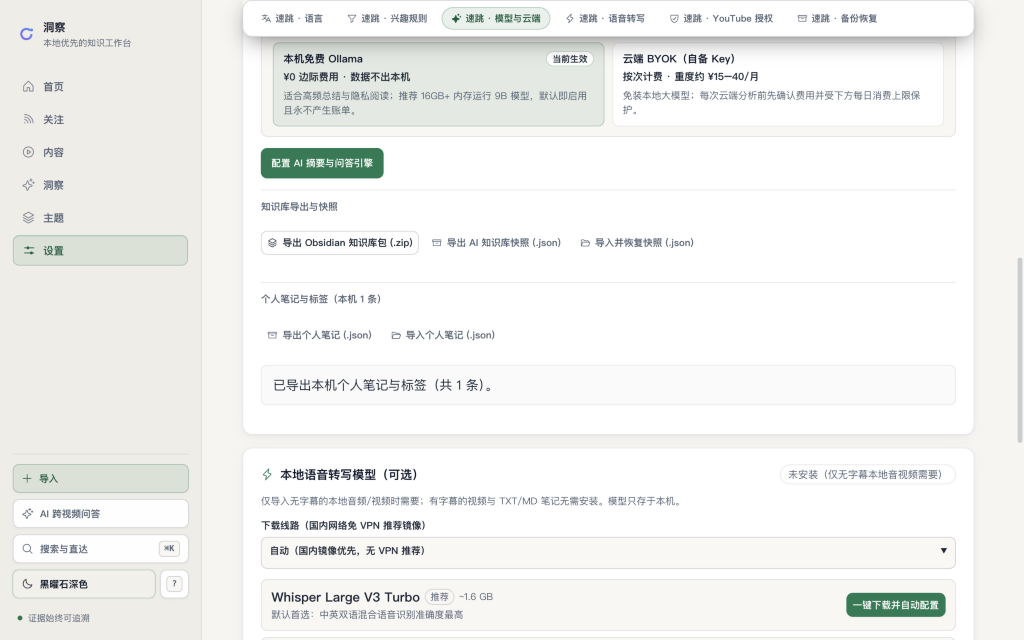 洞察
本地优先的知识工作台
首页
关注
内容
洞察
主题
设置
导入
AI 跨视频问答
搜索与直达 ⌘K
黑曜石深色 ?
证据始终可追溯
速跳 · 语言 速跳 · 兴趣规则 速跳 · 模型与云端 速跳 · 语音转写 速跳 · YouTube 授权 速跳 · 备份恢复
本机免费 Ollama 当前生效
¥0 边际费用 · 数据不出本机
适合高频总结与隐私阅读；推荐 16GB+ 内存运行 9B 模型，默认即启用
且永不产生账单。
云端 BYOK（自备 Key）
按次计费 · 重度约 ¥15–40/月
免装本地大模型；每次云端分析前先确认费用并受下方每日消费上限保
护。
配置 AI 摘要与问答引擎
知识库导出与快照
导出 Obsidian 知识库包 (.zip) 导出 AI 知识库快照 (.json) 导入并恢复快照 (.json)
个人笔记与标签（本机 1 条）
导出个人笔记 (.json) 导入个人笔记 (.json)
已导出本机个人笔记与标签（共 1 条）。
本地语音转写模型（可选） 未安装（仅无字幕本地音视频需要）
仅导入无字幕的本地音频/视频时需要；有字幕的视频与 TXT/MD 笔记无需安装。模型只存于本机。
下载线路（国内网络免 VPN 推荐镜像）
自动（国内镜像优先，无 VPN 推荐）
Whisper Large V3 Turbo 推荐 ~1.6 GB
默认首选：中英双语混合语音识别准确度最高
一键下载并自动配置